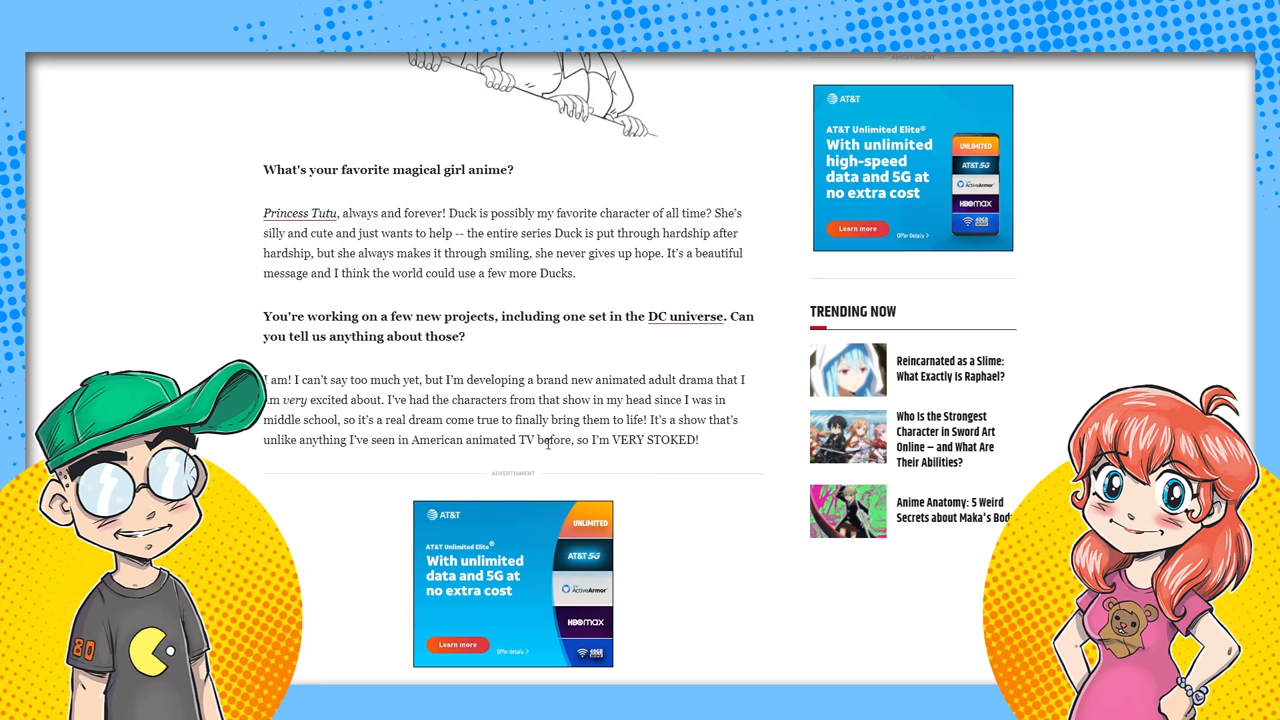 ADVERTISMENT
What's your favorite magical girl anime?
Princess Tutu, always and forever! Duck is possibly my favorite character of all time? She's
silly and cute and just wants to help -- the entire series Duck is put through hardship after
hardship, but she always makes it through smiling, she never gives up hope. It's a beautiful
message and I think the world could use a few more Ducks.
You're working on a few new projects, including one set in the DC universe. Can
you tell us anything about those?
I am! I can't say too much yet, but I'm developing a brand new animated adult drama that I
am very excited about. I've had the characters from that show in my head since I was in
middle school, so it's a real dream come true to finally bring them to life! It's a show that's
unlike anything I've seen in American animated TV before, so I'm VERY STOKED!
ADVERTISMENT
AT&T
AT&T Unlimited Elite®
With unlimited
data and 5G at
no extra cost
Learn more
Offer details >
UNLIMITED
AT&T 5G
ActiveArmor
HBOMAX
40GB
AT&T
AT&T Unlimited Elite®
With unlimited
high-speed
data and 5G at
no extra cost
Learn more
Offer Details >
UNLIMITED
AT&T 5G
ActiveArmor
HBOMAX
40GB
TRENDING NOW
Reincarnated as a Slime:
What Exactly Is Raphael?
Who Is the Strongest
Character in Sword Art
Online – and What Are
Their Abilities?
Anime Anatomy: 5 Weird
Secrets about Maka's Bod
80